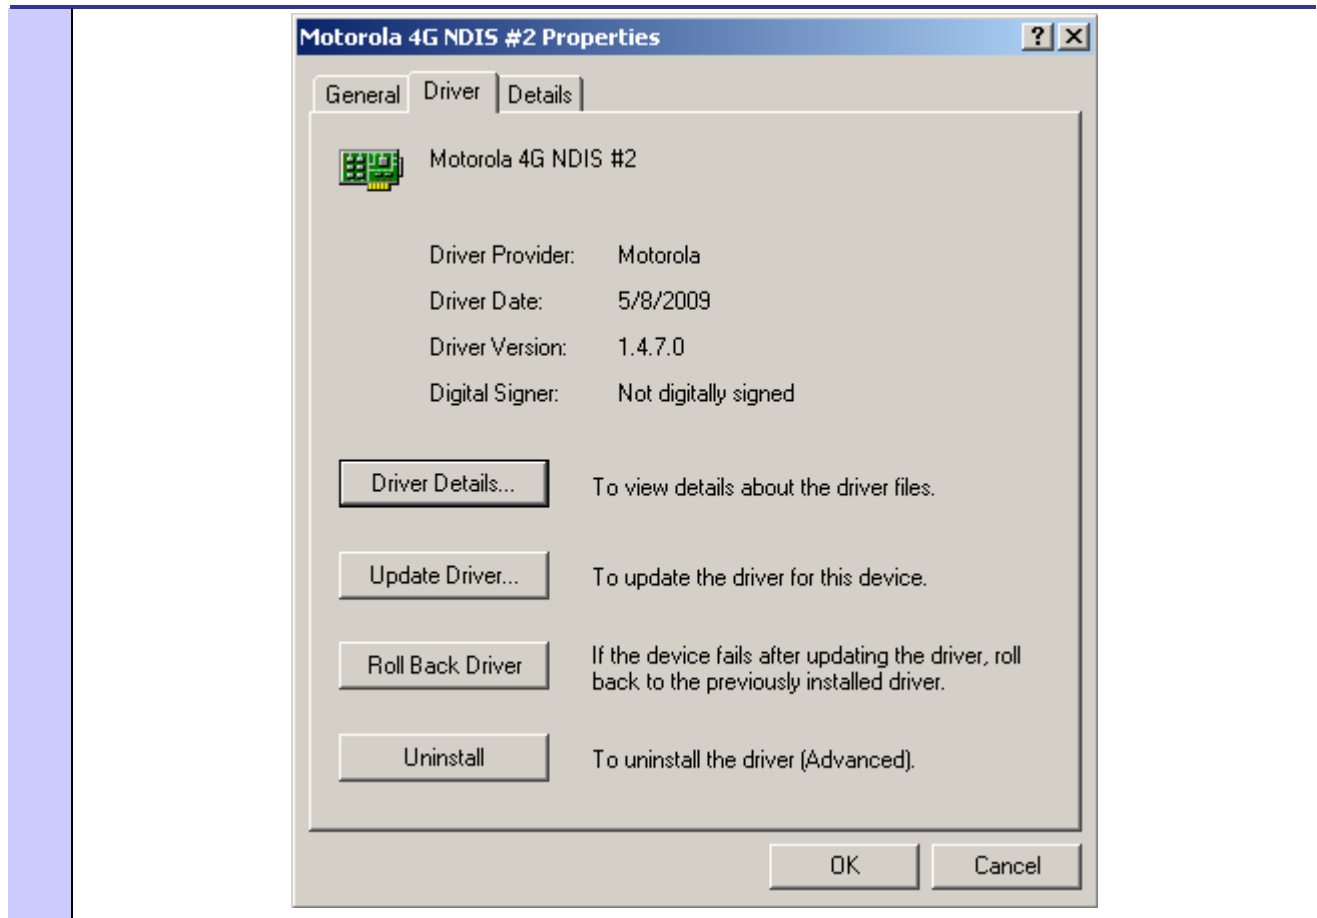 Motorola 4G NDIS #2 Properties
General Driver Details
Motorola 4G NDIS #2
Driver Provider: Motorola
Driver Date: 5/8/2009
Driver Version: 1.4.7.0
Digital Signer: Not digitally signed
Driver Details... To view details about the driver files.
Update Driver... To update the driver for this device.
Roll Back Driver If the device fails after updating the driver, roll
back to the previously installed driver.
Uninstall To uninstall the driver (Advanced).
OK Cancel